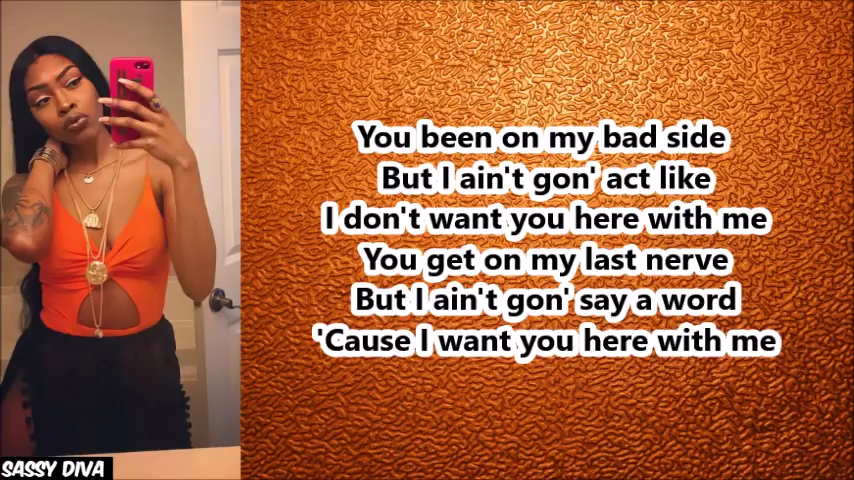 You been on my bad side
But I ain't gon' act like
I don't want you here with me
You get on my last nerve
But I ain't gon' say a word
'Cause I want you here with me
SASSY DIVA